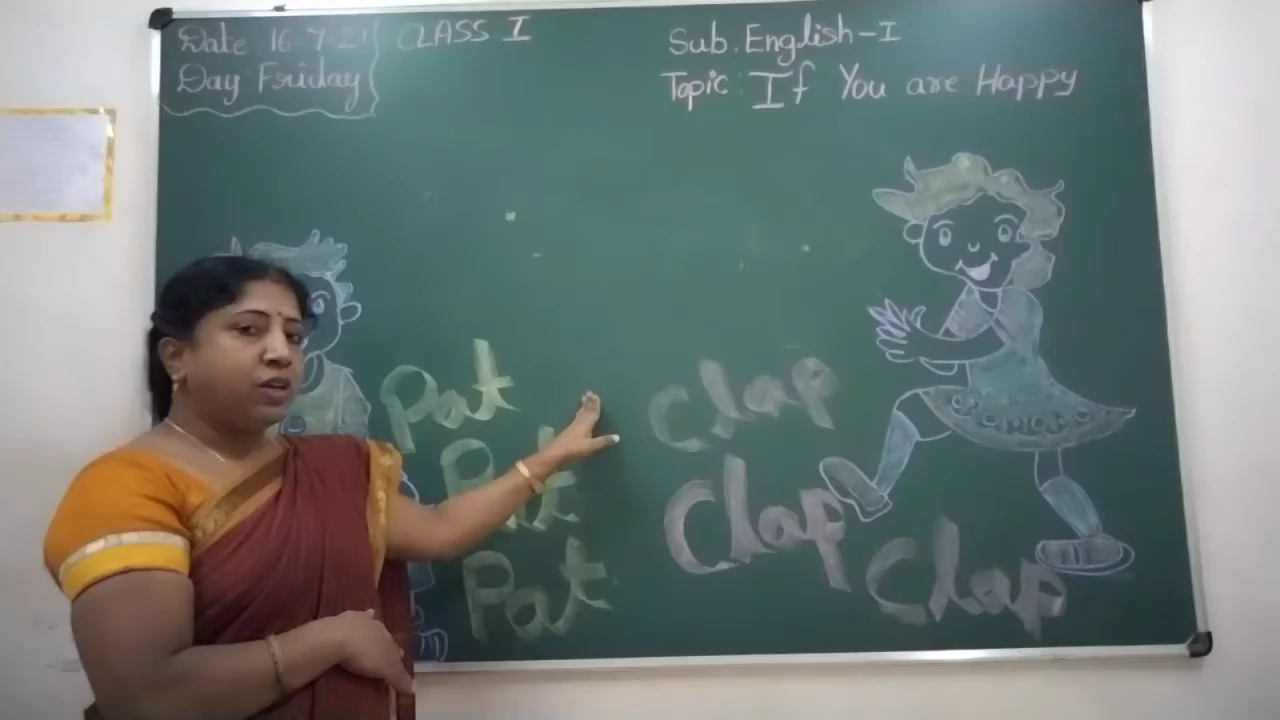 Date 16-7-21 CLASS I
Day Friday
Sub. English-I
Topic: If You are Happy
Pat
Pat
Pat
Clap
Clap
Clap